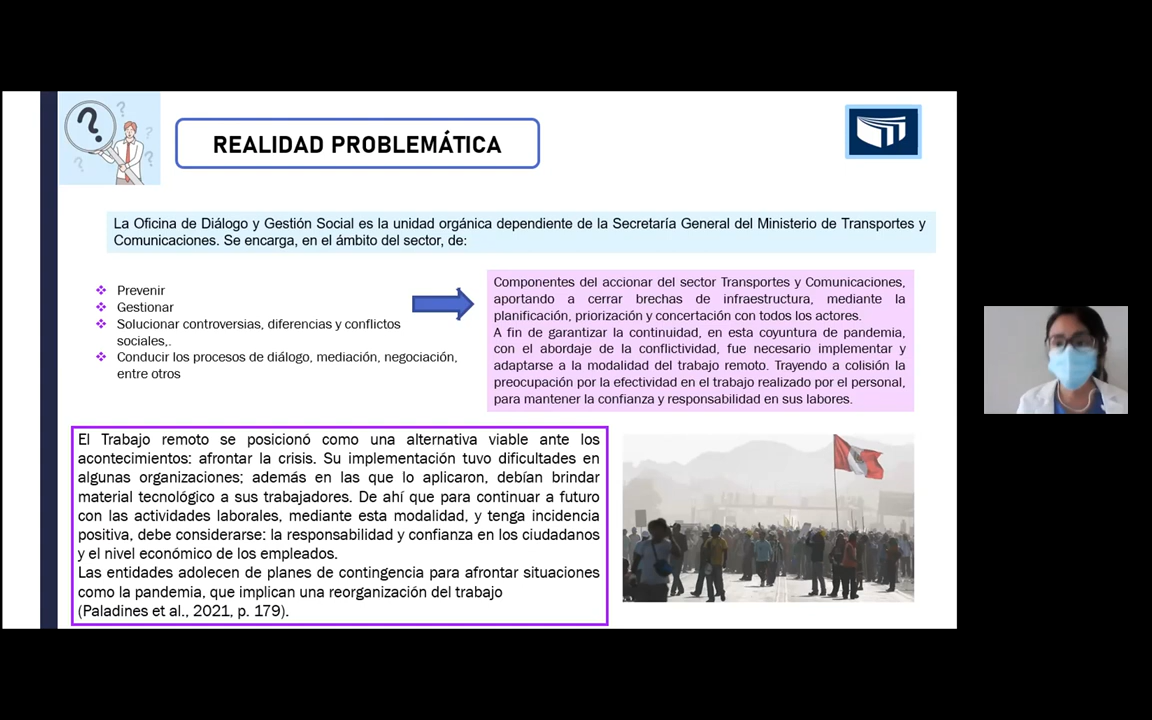 REALIDAD PROBLEMÁTICA
La Oficina de Diálogo y Gestión Social es la unidad orgánica dependiente de la Secretaría General del Ministerio de Transportes y
Comunicaciones. Se encarga, en el ámbito del sector, de:
Prevenir
Gestionar
Solucionar controversias, diferencias y conflictos
sociales,.
Conducir los procesos de diálogo, mediación, negociación,
entre otros
Componentes del accionar del sector Transportes y Comunicaciones,
aportando a cerrar brechas de infraestructura, mediante la
planificación, priorización y concertación con todos los actores.
A fin de garantizar la continuidad, en esta coyuntura de pandemia,
con el abordaje de la conflictividad, fue necesario implementar y
adaptarse a la modalidad del trabajo remoto. Trayendo a colisión la
preocupación por la efectividad en el trabajo realizado por el personal,
para mantener la confianza y responsabilidad en sus labores.
El Trabajo remoto se posicionó como una alternativa viable ante los
acontecimientos: afrontar la crisis. Su implementación tuvo dificultades en
algunas organizaciones; además en las que lo aplicaron, debían brindar
material tecnológico a sus trabajadores. De ahí que para continuar a futuro
con las actividades laborales, mediante esta modalidad, y tenga incidencia
positiva, debe considerarse: la responsabilidad y confianza en los ciudadanos
y el nivel económico de los empleados.
Las entidades adolecen de planes de contingencia para afrontar situaciones
como la pandemia, que implican una reorganización del trabajo
(Paladines et al., 2021, p. 179).